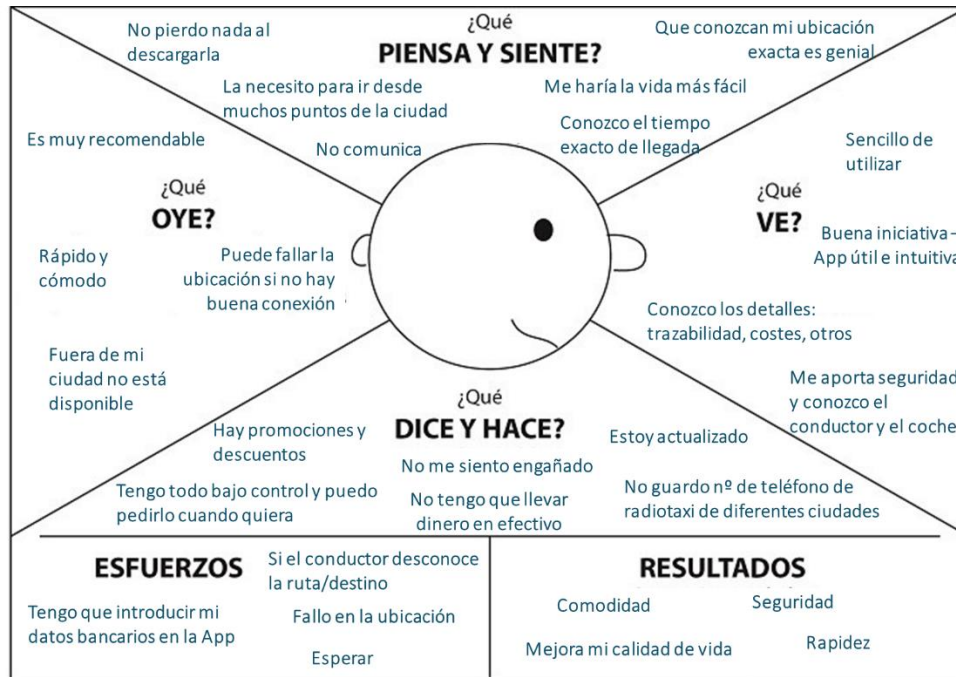 ¿Qué
PIENSA Y SIENTE?
No pierdo nada al
descargarla
Que conozcan mi ubicación
exacta es genial
La necesito para ir desde
muchos puntos de la ciudad
Me haría la vida más fácil
No comunica
Conozco el tiempo
exacto de llegada
Es muy recomendable
¿Qué
OYE?
Rápido y
cómodo
Puede fallar la
ubicación si no hay
buena conexión
Fuera de mi
ciudad no está
disponible
Sencillo de
utilizar
¿Qué
VE?
Buena iniciativa –
App útil e intuitiva
Conozco los detalles:
trazabilidad, costes, otros
Me aporta seguridad
y conozco el
conductor y el coche
¿Qué
DICE Y HACE?
Hay promociones y
descuentos
Estoy actualizado
No me siento engañado
Tengo todo bajo control y puedo
pedirlo cuando quiera
No tengo que llevar
dinero en efectivo
No guardo nº de teléfono de
radiotaxi de diferentes ciudades
ESFUERZOS
Si el conductor desconoce
la ruta/destino
Tengo que introducir mi
datos bancarios en la App
Fallo en la ubicación
Esperar
RESULTADOS
Comodidad
Seguridad
Mejora mi calidad de vida
Rapidez